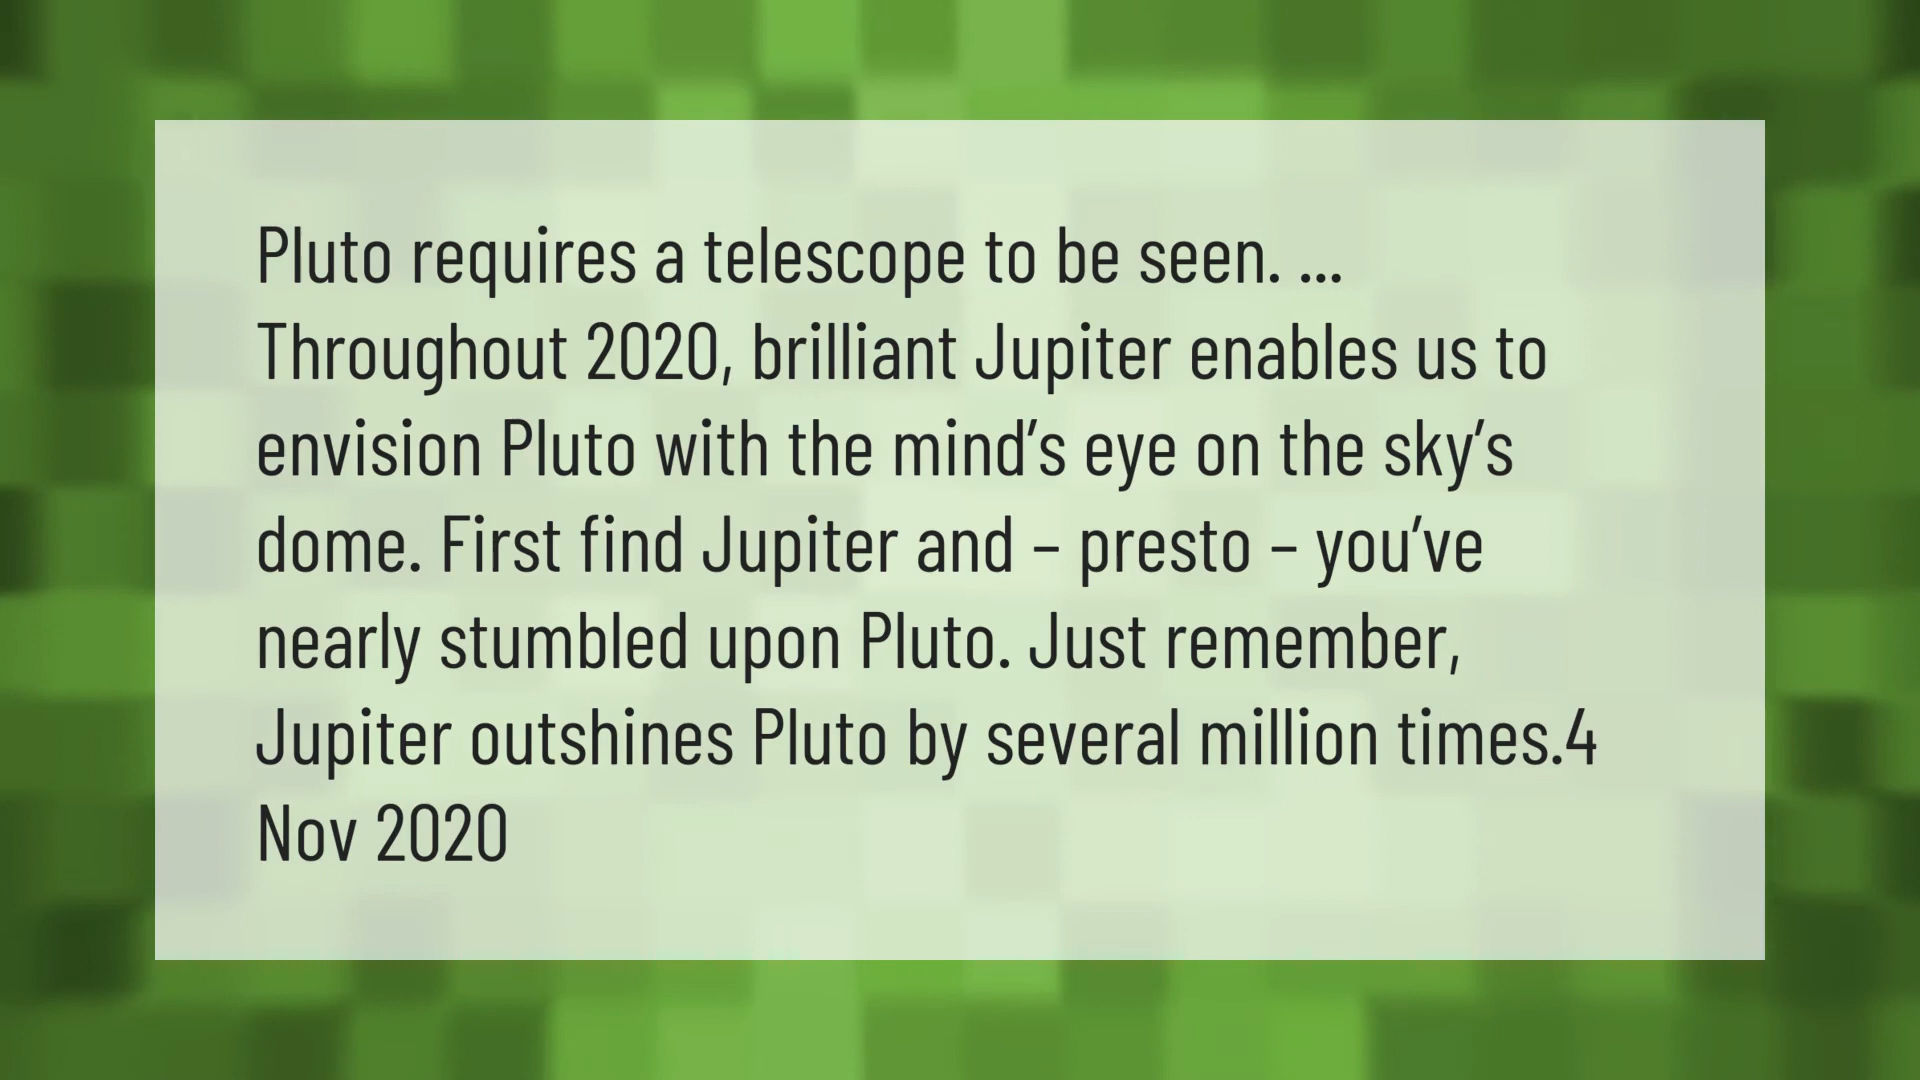 Pluto requires a telescope to be seen. ...
Throughout 2020, brilliant Jupiter enables us to
envision Pluto with the mind’s eye on the sky’s
dome. First find Jupiter and – presto – you’ve
nearly stumbled upon Pluto. Just remember,
Jupiter outshines Pluto by several million times.4
Nov 2020